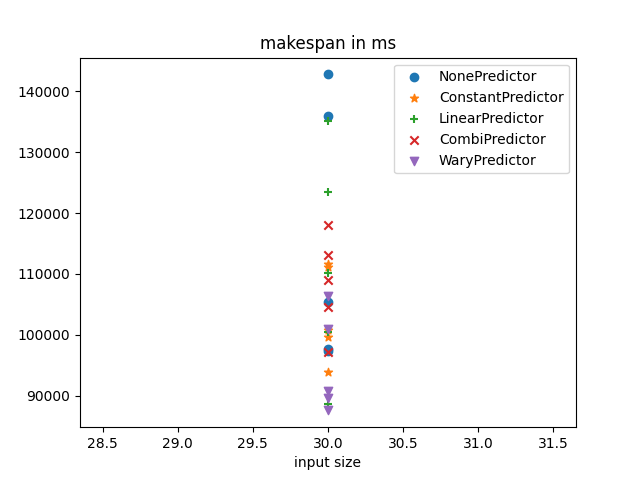 makespan in ms
140000
130000
120000
110000
100000
90000
NonePredictor
ConstantPredictor
LinearPredictor
CombiPredictor
WaryPredictor
28.5 29.0 29.5 30.0 30.5 31.0 31.5
input size